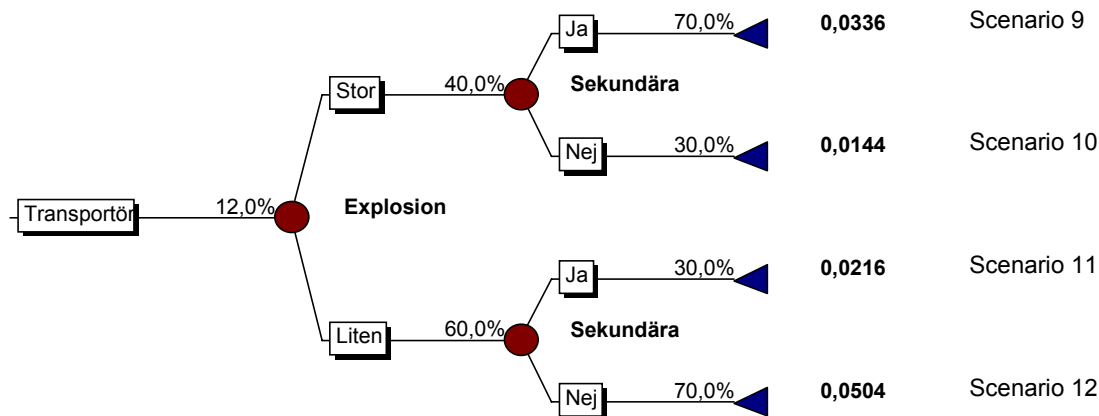 Ja 70,0% 0,0336 Scenario 9
Stor 40,0% Sekundära
Nej 30,0% 0,0144 Scenario 10
Transportör 12,0% Explosion
Ja 30,0% 0,0216 Scenario 11
Liten 60,0% Sekundära
Nej 70,0% 0,0504 Scenario 12